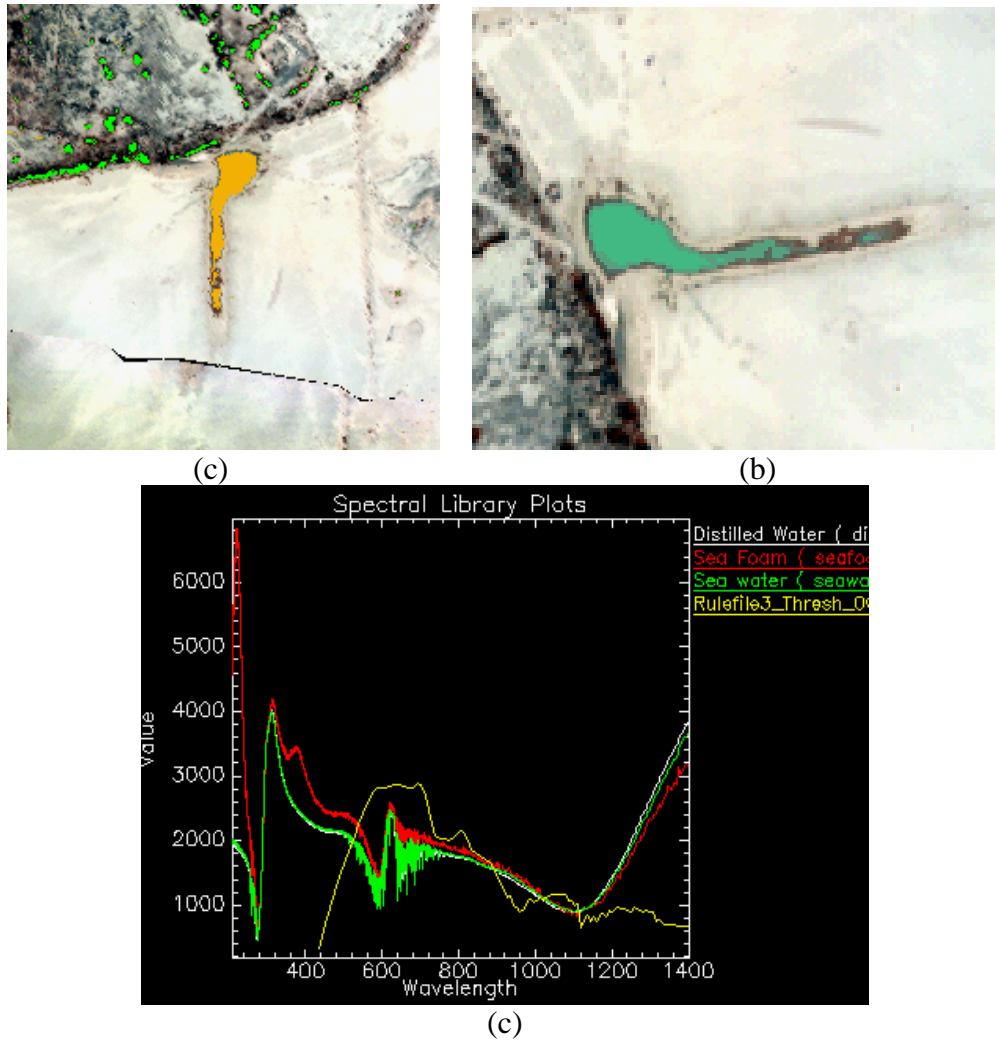 (c)
(b)
Spectral Library Plots
Distilled Water ( di
Sea Foam ( seafo
Sea water ( seawa
Rulefile3_Thresh_0
6000
5000
4000
3000
2000
1000
Value
400
600
800
1000
1200
1400
Wavelength
(c)